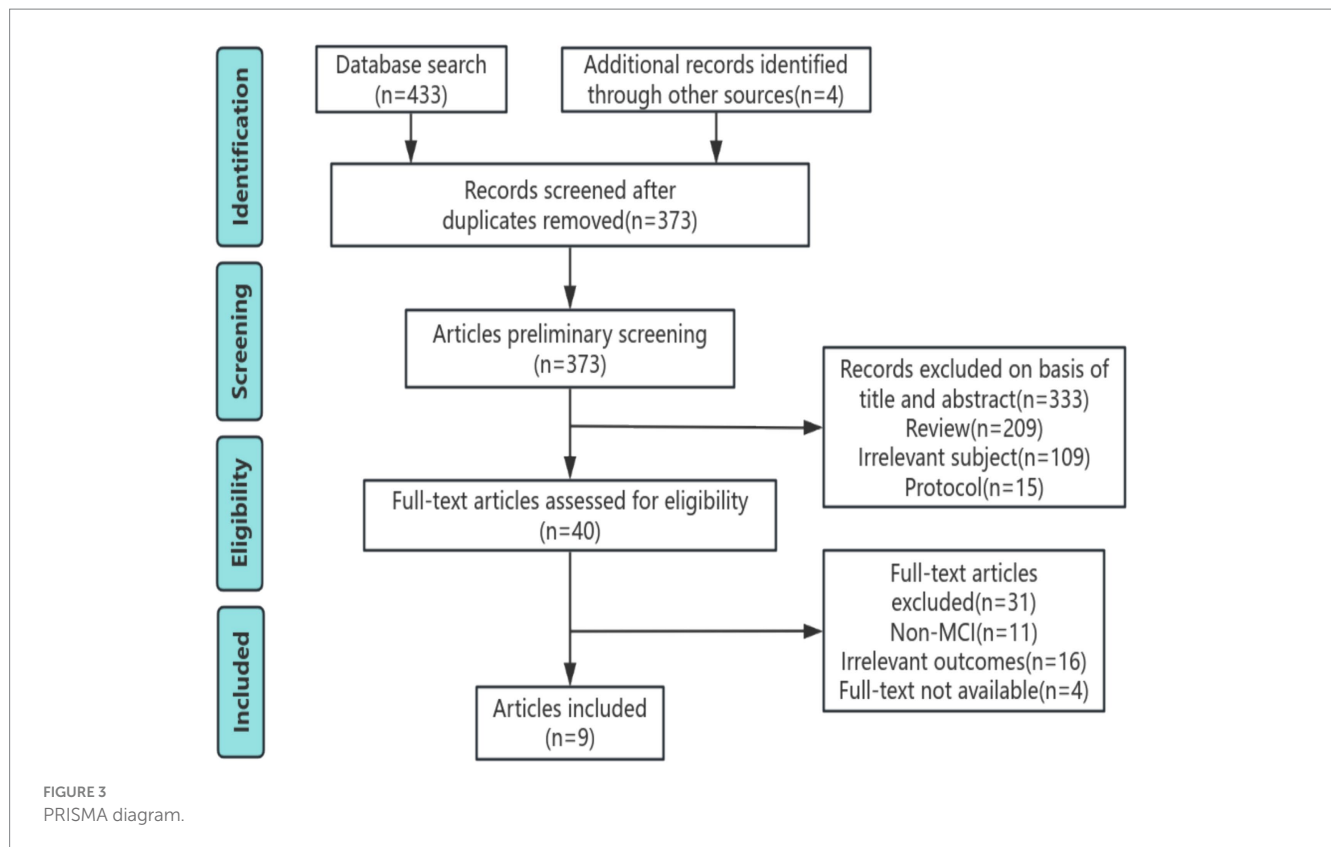 Identification
Database search
(n=433)
Additional records identified
through other sources(n=4)
Records screened after
duplicates removed(n=373)
Screening
Articles preliminary screening
(n=373)
Records excluded on basis of
title and abstract(n=333)
Review(n=209)
Irrelevant subject(n=109)
Protocol(n=15)
Eligibility
Full-text articles assessed for eligibility
(n=40)
Full-text articles
excluded(n=31)
Non-MCI(n=11)
Irrelevant outcomes(n=16)
Full-text not available(n=4)
Included
Articles included
(n=9)
FIGURE 3
PRISMA diagram.